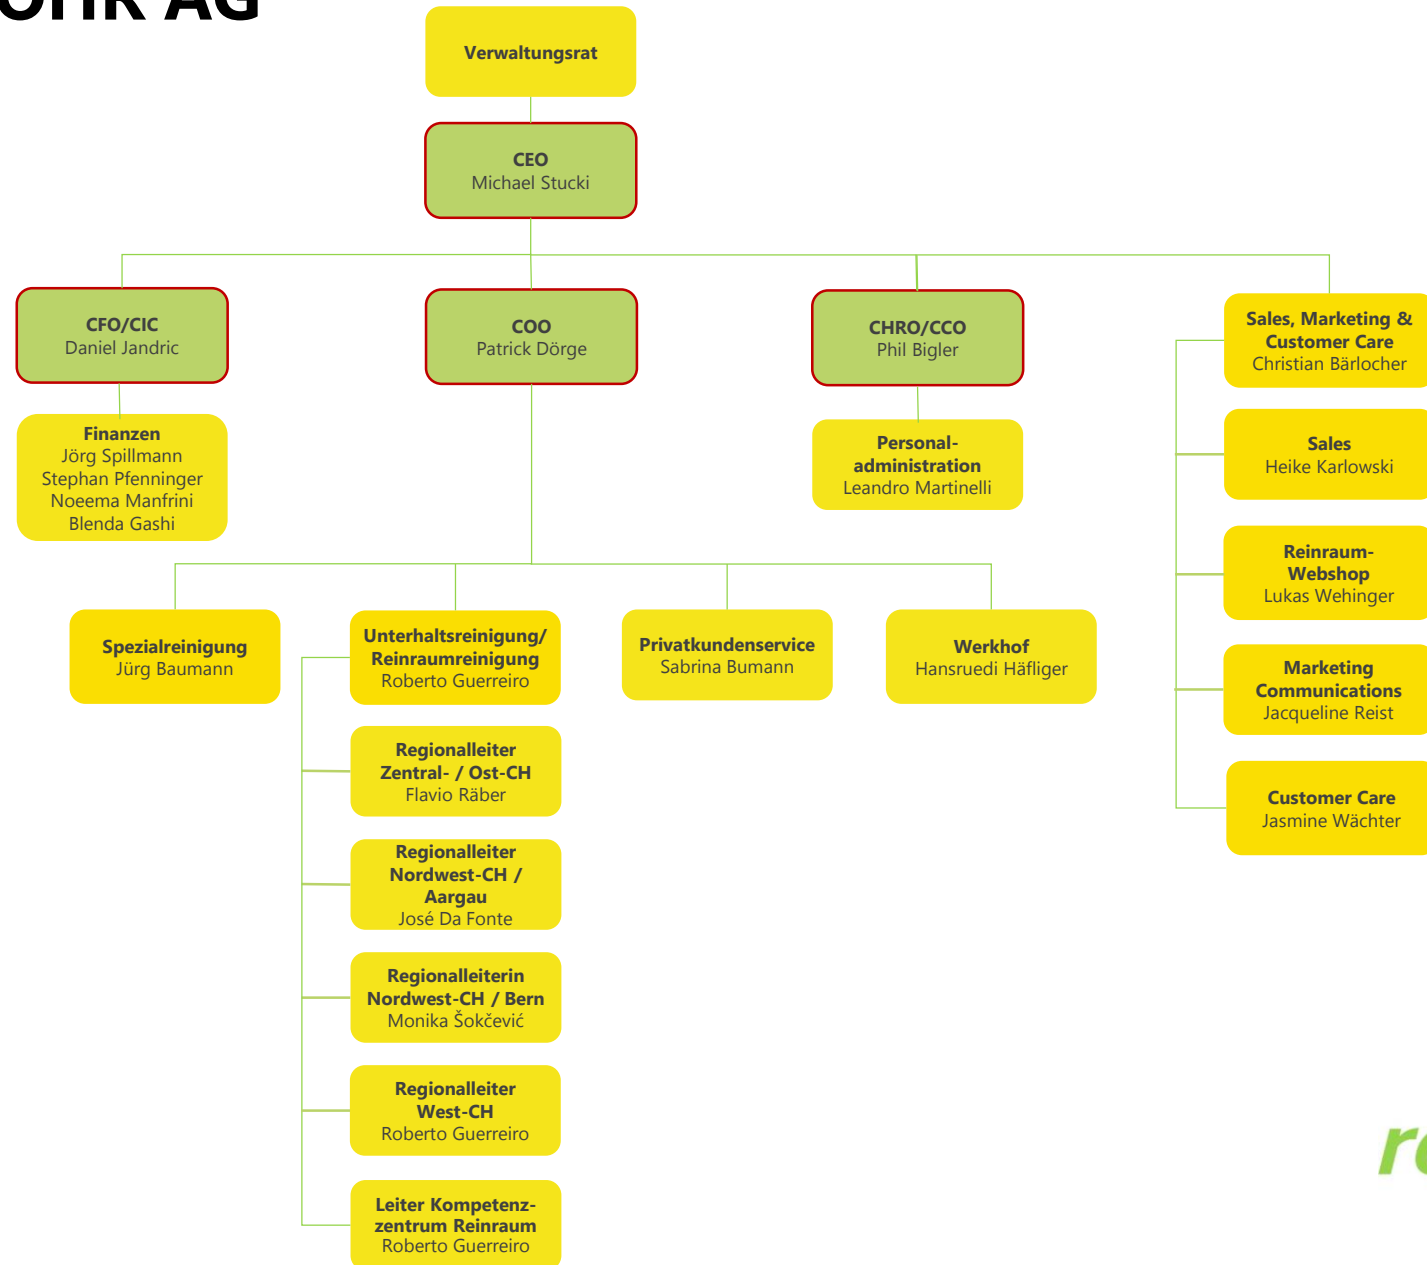 AG
Verwaltungsrat
CEO
Michael Stucki
CFO/CIC
Daniel Jandric
COO
Patrick Dörge
CHRO/CCO
Phil Bigler
Sales, Marketing &
Customer Care
Christian Bärlocher
Finanzen
Jörg Spillmann
Stephan Pfenninger
Noeema Manfrini
Blenda Gashi
Personal-
administration
Leandro Martinelli
Sales
Heike Karlowski
Reinraum-
Webshop
Lukas Wehinger
Marketing
Communications
Jacqueline Reist
Customer Care
Jasmine Wächter
Spezialreinigung
Jürg Baumann
Unterhaltsreinigung/
Reinraumreinigung
Roberto Guerreiro
Privatkundenservice
Sabrina Bumann
Werkhof
Hansruedi Häfliger
Regionalleiter
Zentral- / Ost-CH
Flavio Räber
Regionalleiter
Nordwest-CH /
Aargau
José Da Fonte
Regionalleiterin
Nordwest-CH / Bern
Monika Šokčević
Regionalleiter
West-CH
Roberto Guerreiro
Leiter Kompetenz-
zentrum Reinraum
Roberto Guerreiro